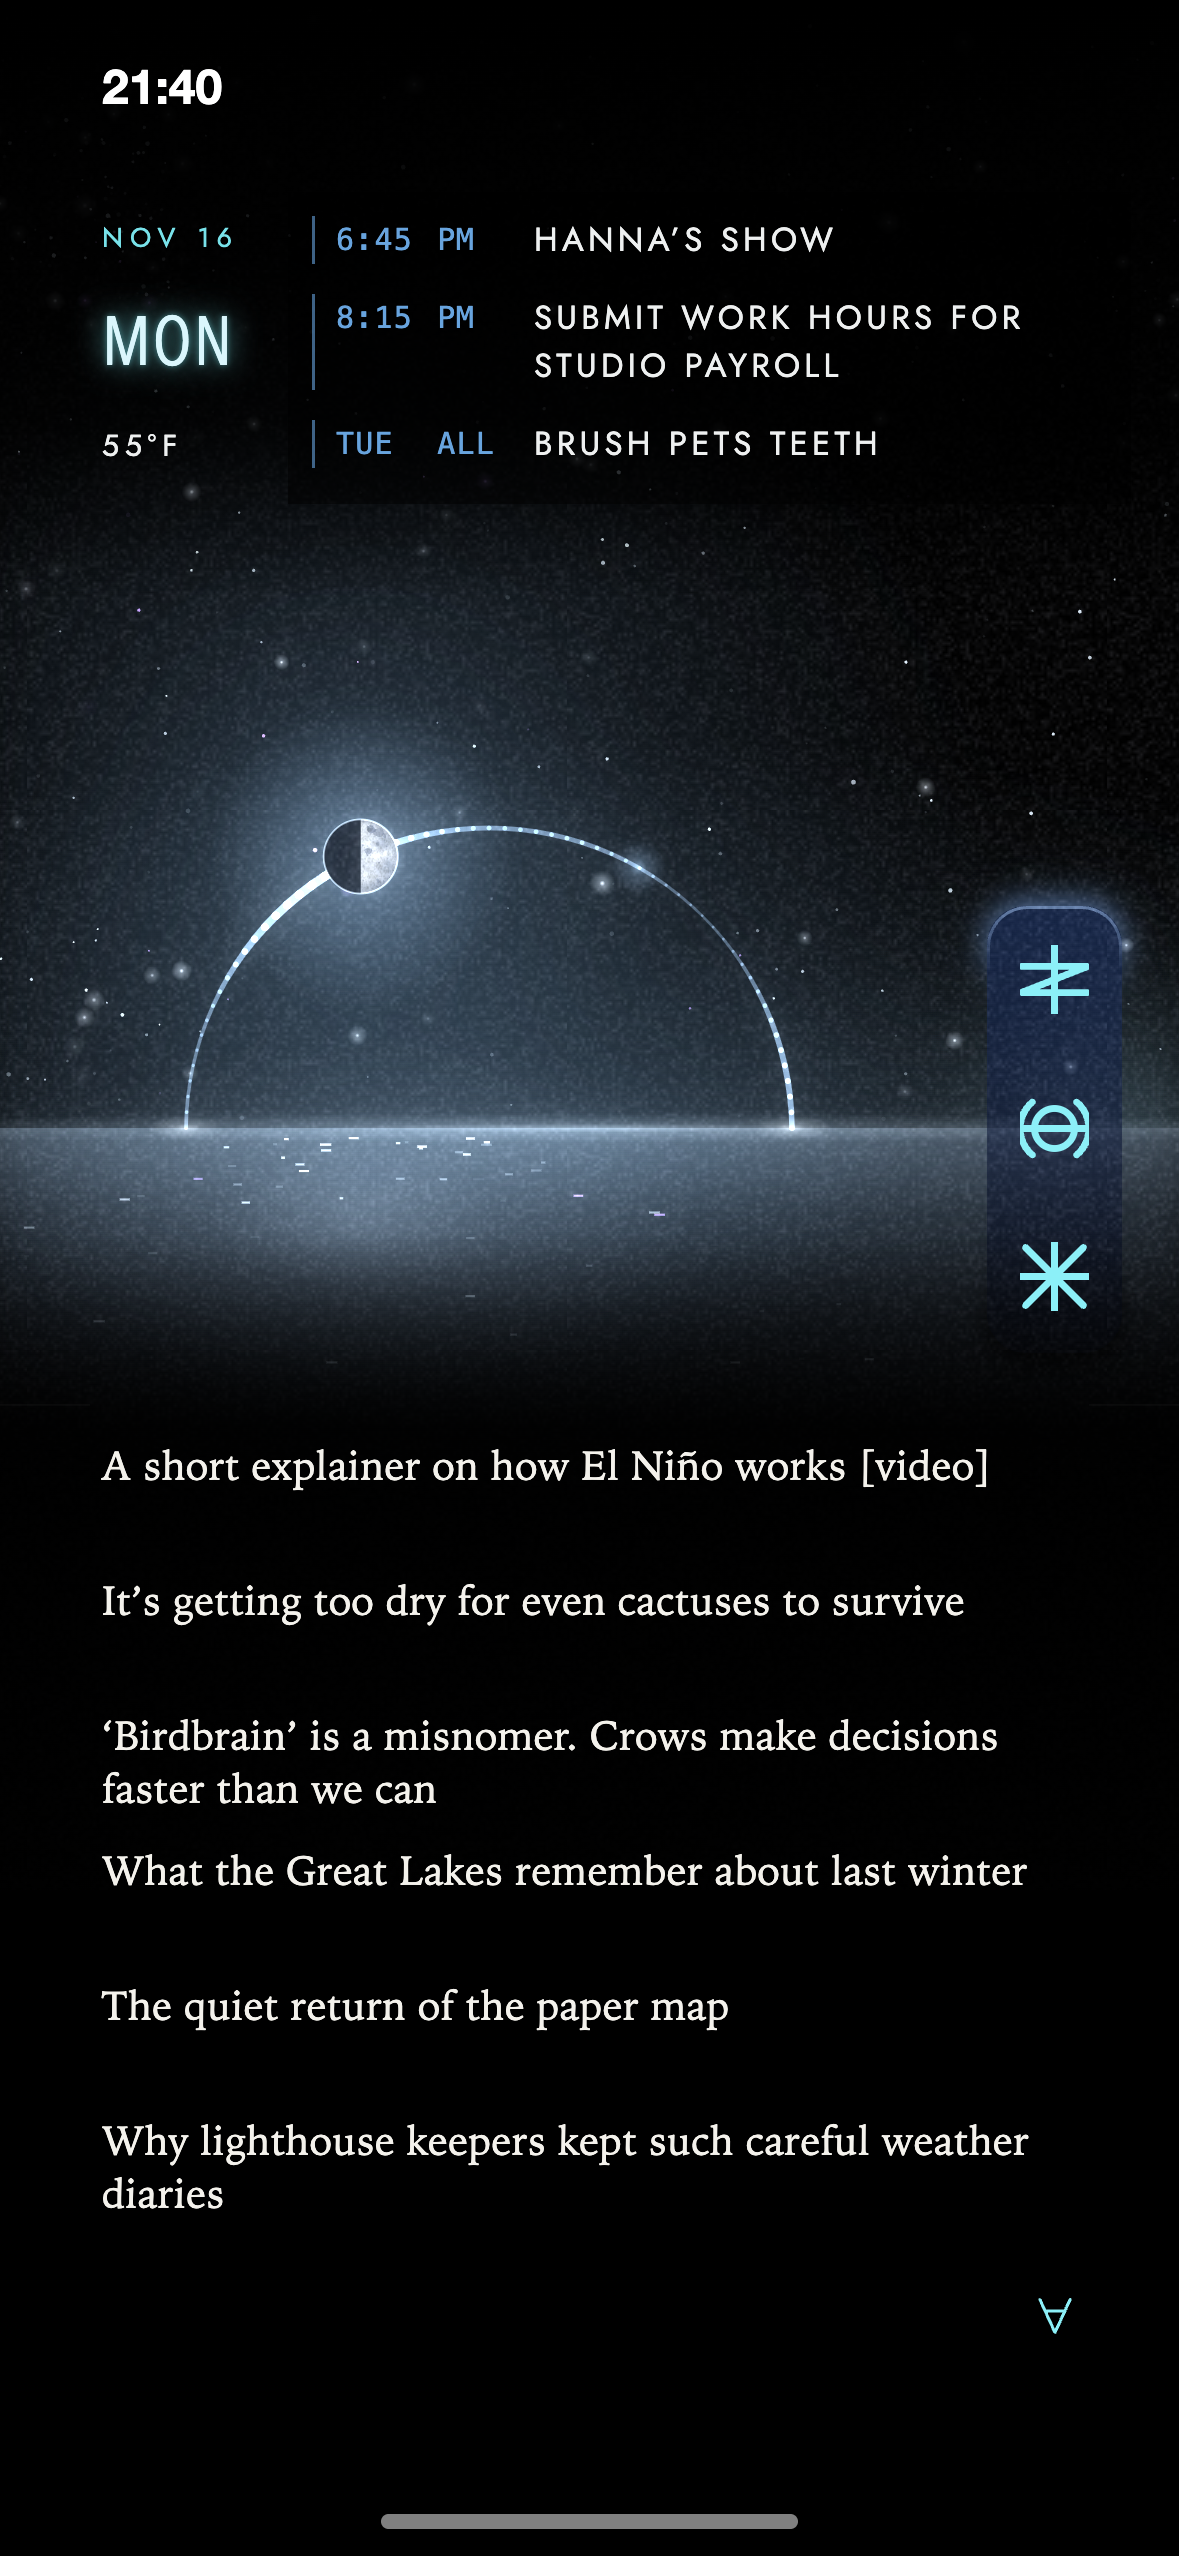 21:40
NOV 16
MON
55°F
6:45 PM HANNA’S SHOW
8:15 PM SUBMIT WORK HOURS FOR
STUDIO PAYROLL
TUE ALL BRUSH PETS TEETH
A short explainer on how El Niño works [video]
It’s getting too dry for even cactuses to survive
‘Birdbrain’ is a misnomer. Crows make decisions
faster than we can
What the Great Lakes remember about last winter
The quiet return of the paper map
Why lighthouse keepers kept such careful weather
diaries
∀